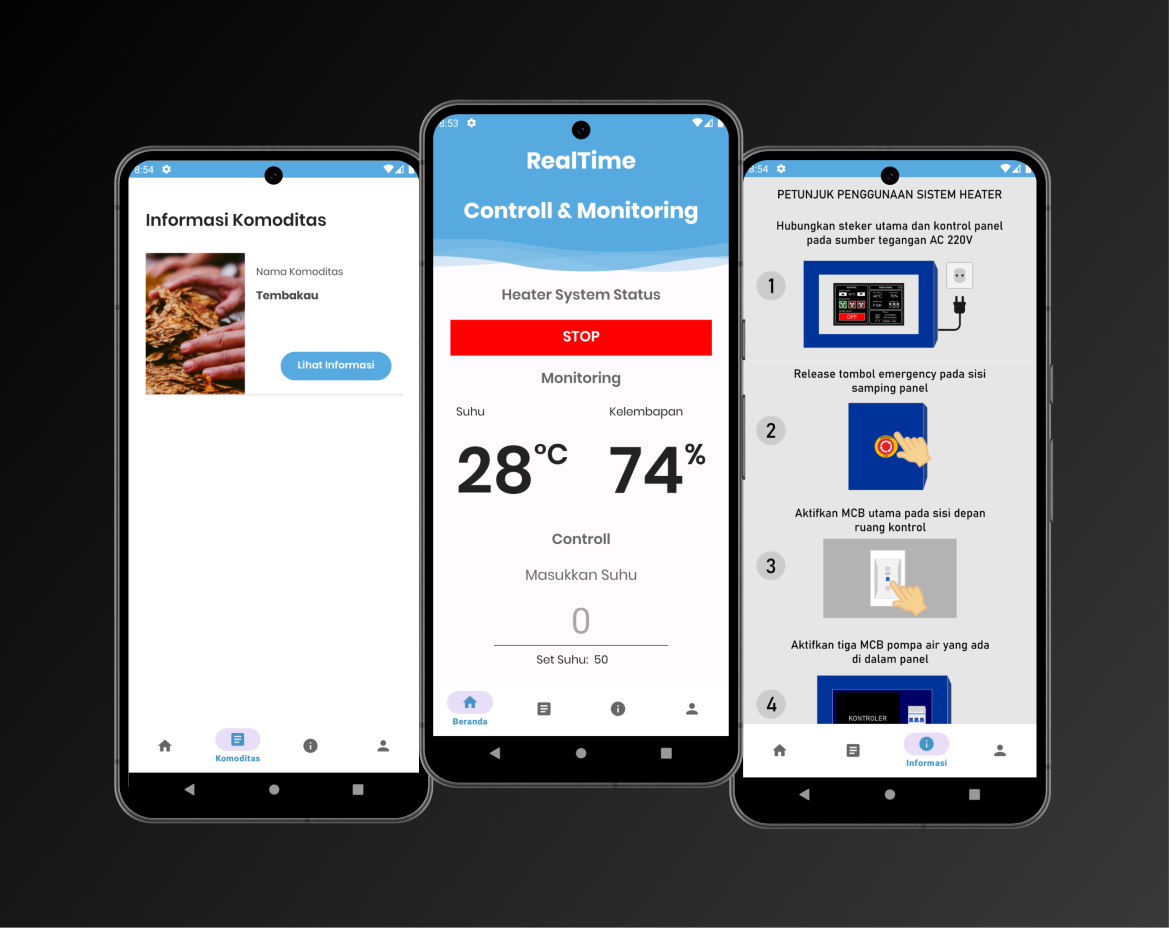 8:54
Informasi Komoditas
Nama Komoditas
Tembakau
Lihat Informasi
Komoditas
8:53
RealTime
Controll & Monitoring
Heater System Status
STOP
Monitoring
Suhu
Kelembapan
28°C
74%
Controll
Masukkan Suhu
0
Set Suhu: 50
Beranda
8:54
PETUNJUK PENGGUNAAN SISTEM HEATER
Hubungkan steker utama dan kontrol panel
pada sumber tegangan AC 220V
1
40°C
70%
OFF
Release tombol emergency pada sisi
samping panel
2
Aktifkan MCB utama pada sisi depan
ruang kontrol
3
Aktifkan tiga MCB pompa air yang ada
di dalam panel
4
KONTROLER
Informasi